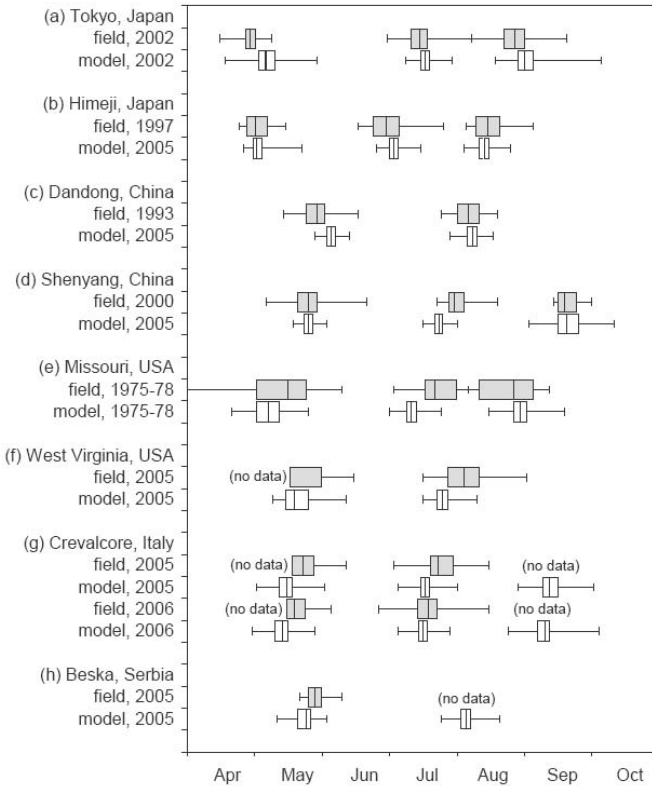 (a) Tokyo, Japan
field, 2002
model, 2002
(b) Himeji, Japan
field, 1997
model, 2005
(c) Dandong, China
field, 1993
model, 2005
(d) Shenyang, China
field, 2000
model, 2005
(e) Missouri, USA
field, 1975-78
model, 1975-78
(f) West Virginia, USA
field, 2005 (no data)
model, 2005
(g) Crevalcore, Italy
field, 2005 (no data)
model, 2005 (no data)
field, 2006 (no data)
model, 2006 (no data)
(h) Beska, Serbia
field, 2005
model, 2005 (no data)
Apr May Jun Jul Aug Sep Oct